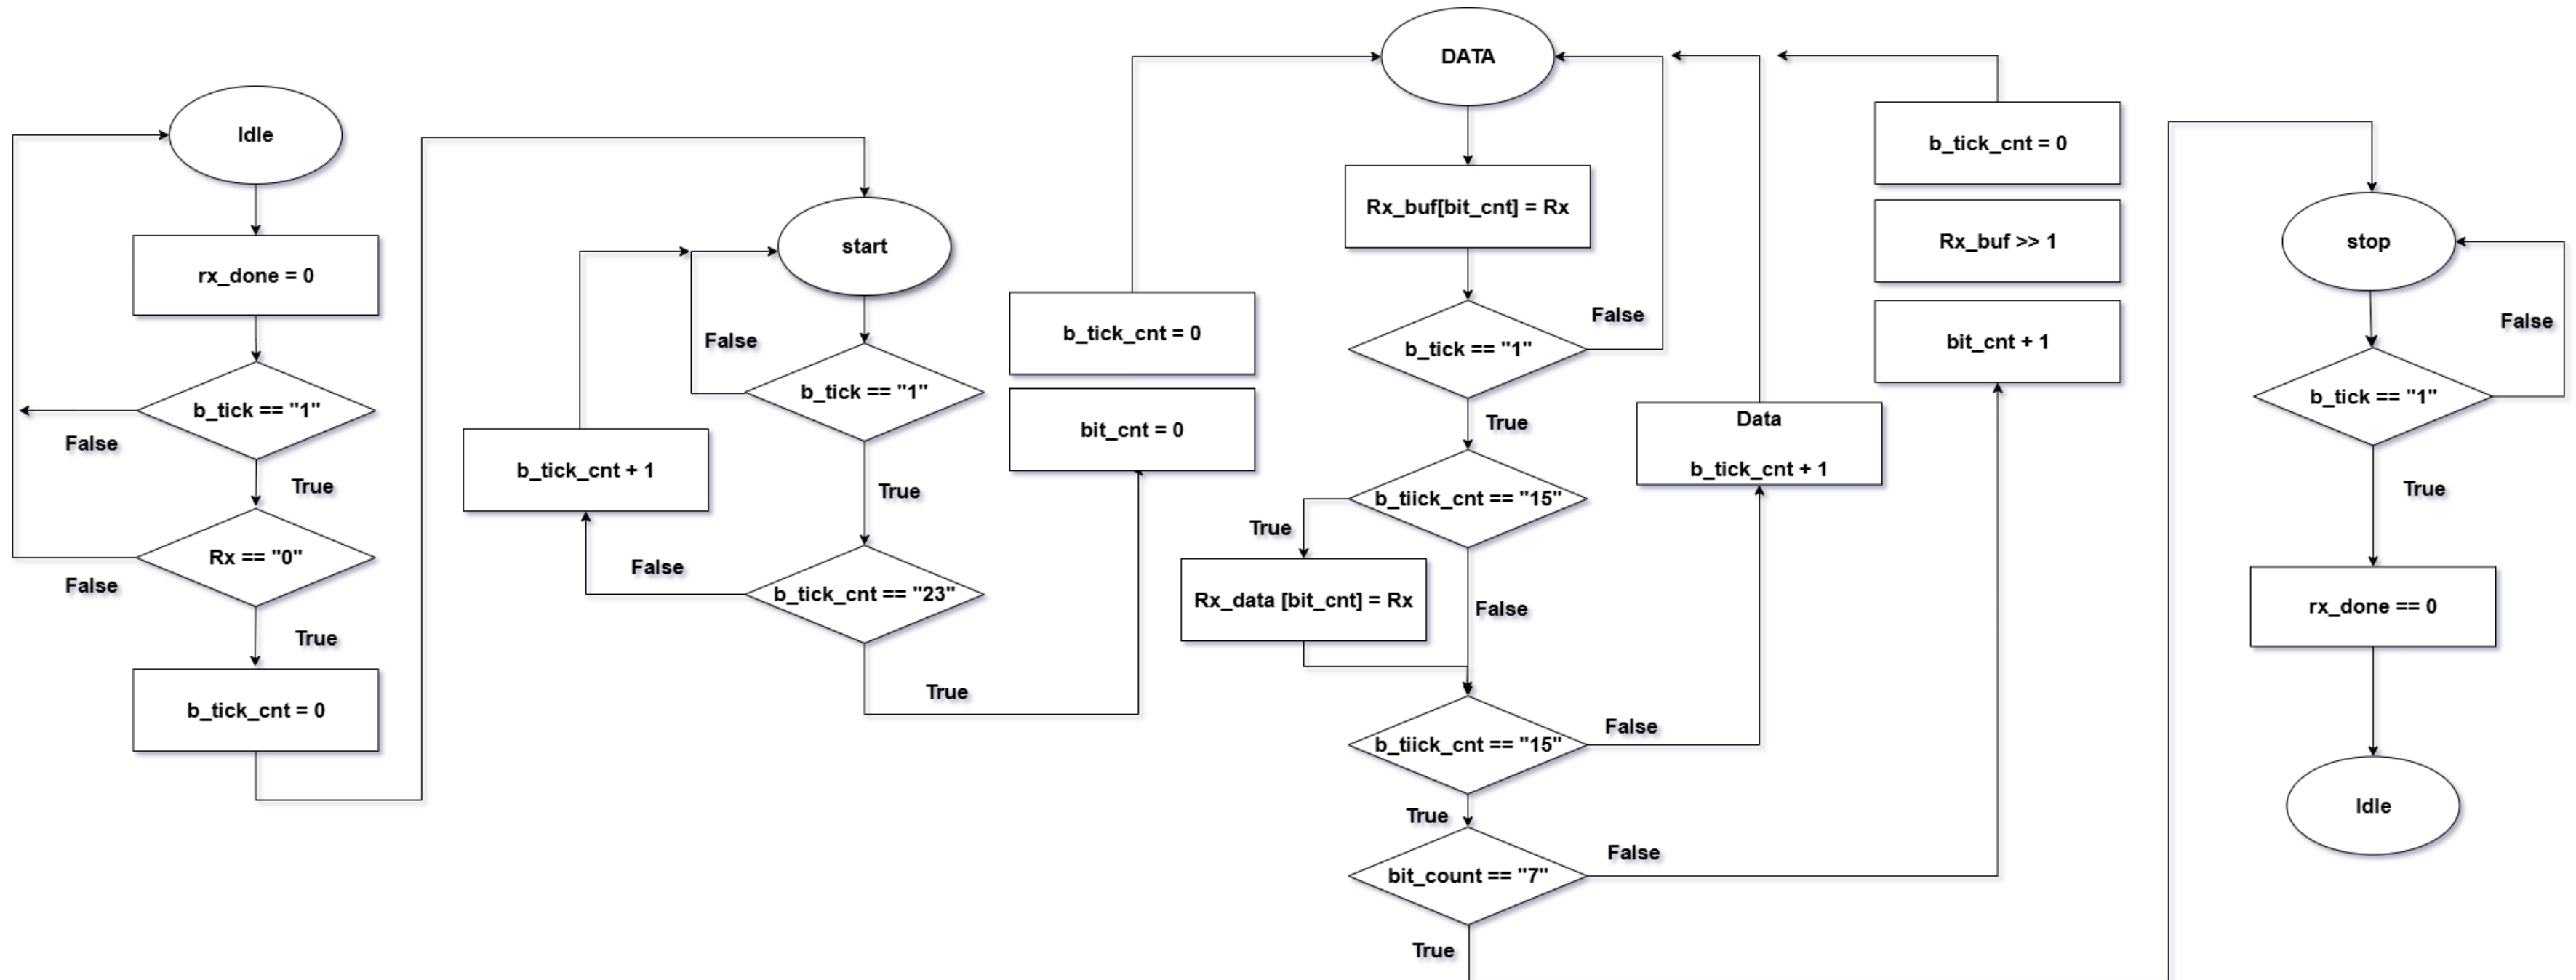 Idle
rx_done = 0
b_tick == "1"
False
True
Rx == "0"
False
True
b_tick_cnt = 0
start
False
b_tick == "1"
b_tick_cnt + 1
True
False
b_tick_cnt == "23"
True
b_tick_cnt = 0
bit_cnt = 0
DATA
Rx_buf[bit_cnt] = Rx
False
b_tick == "1"
True
b_tiick_cnt == "15"
True
Rx_data [bit_cnt] = Rx
False
b_tiick_cnt == "15"
False
True
bit_count == "7"
False
True
Data
b_tick_cnt + 1
b_tick_cnt = 0
Rx_buf >> 1
bit_cnt + 1
stop
False
b_tick == "1"
True
rx_done == 0
Idle